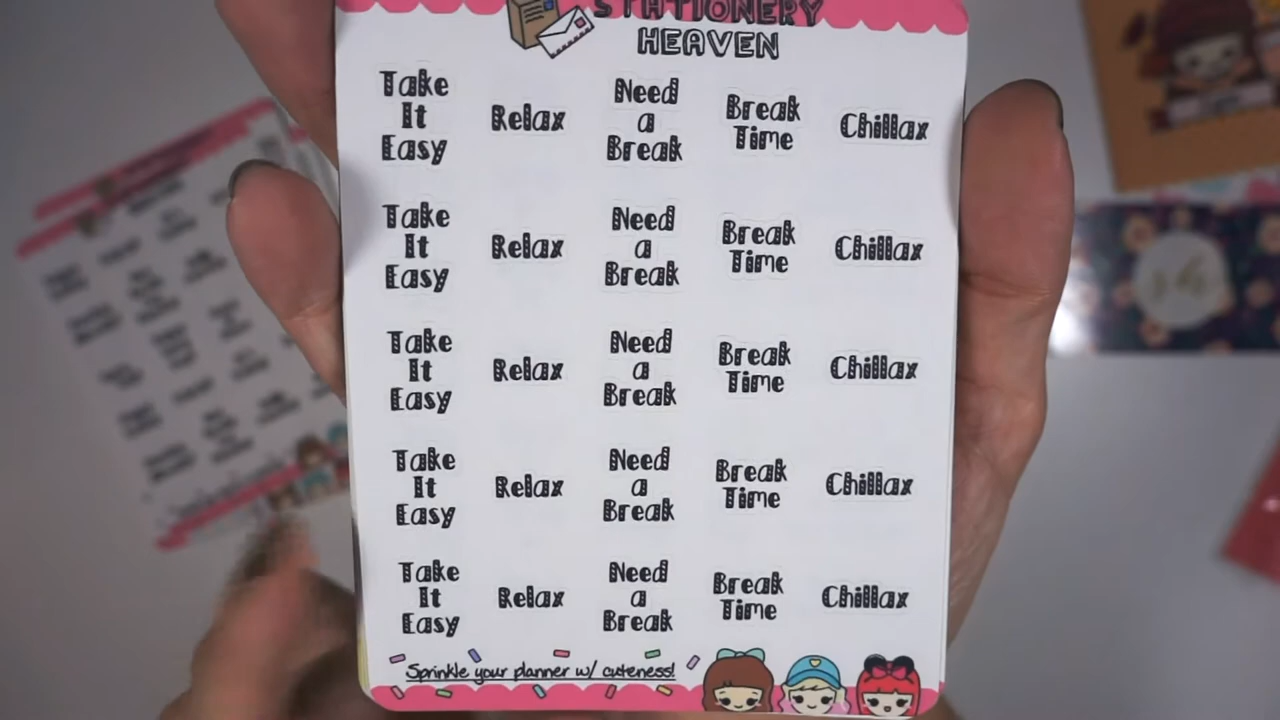 STATIONERY
HEAVEN
Take It Easy Relax Need a Break Break Time Chillax
Take It Easy Relax Need a Break Break Time Chillax
Take It Easy Relax Need a Break Break Time Chillax
Take It Easy Relax Need a Break Break Time Chillax
Take It Easy Relax Need a Break Break Time Chillax
Sprinkle your planner w/ cuteness!